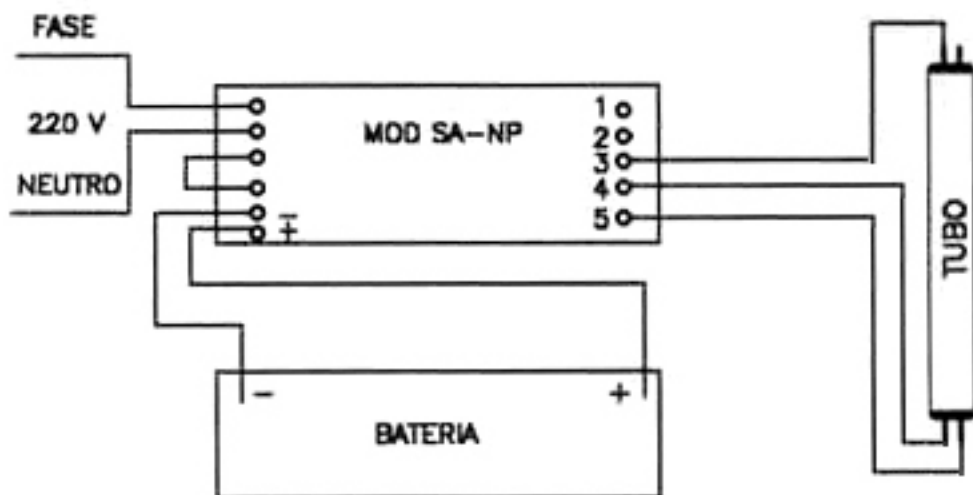 FASE
220 V
NEUTRO
MOD SA-NP
1
2
3
4
5
-
+
- +
BATERIA
TUBO